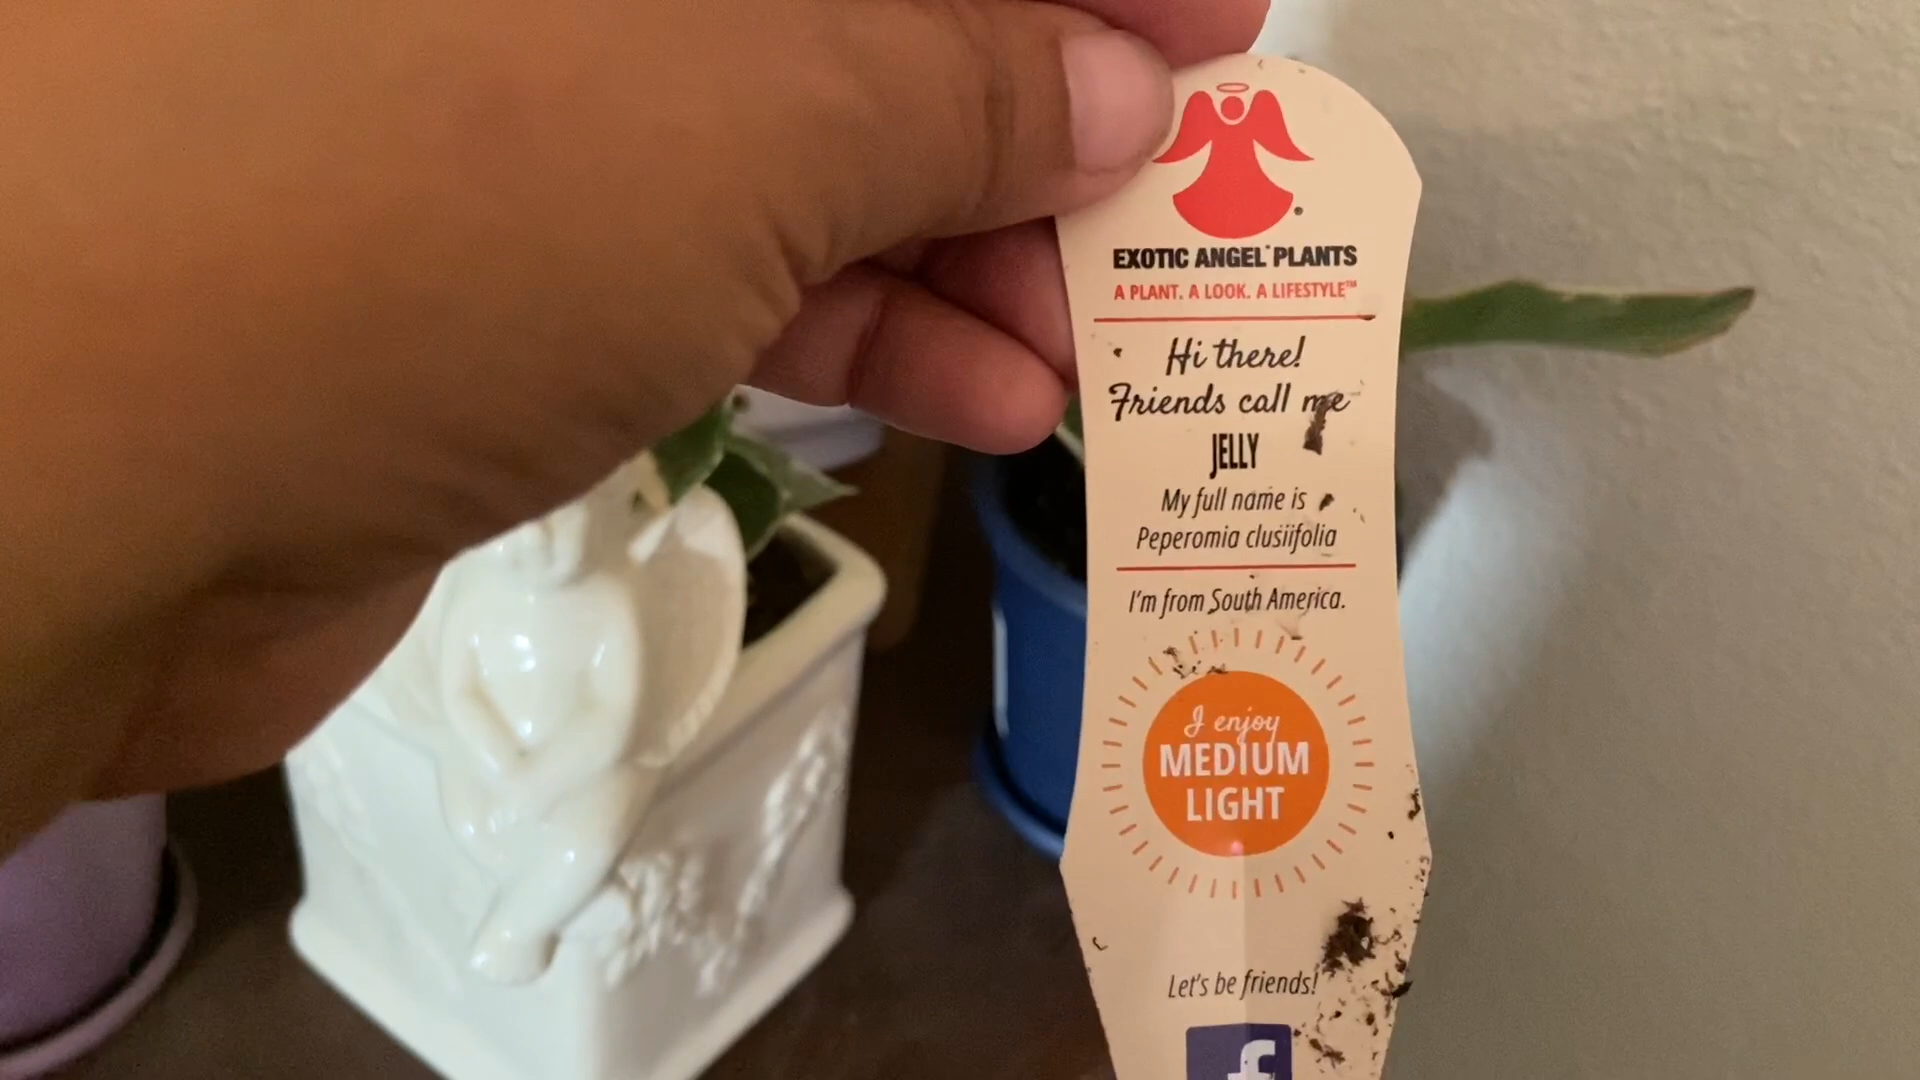 EXOTIC ANGEL® PLANTS
A PLANT. A LOOK. A LIFESTYLE™
Hi there!
Friends call me
JELLY
My full name is
Peperomia clusiifolia
I'm from South America.
I enjoy
MEDIUM
LIGHT
Let's be friends!
f